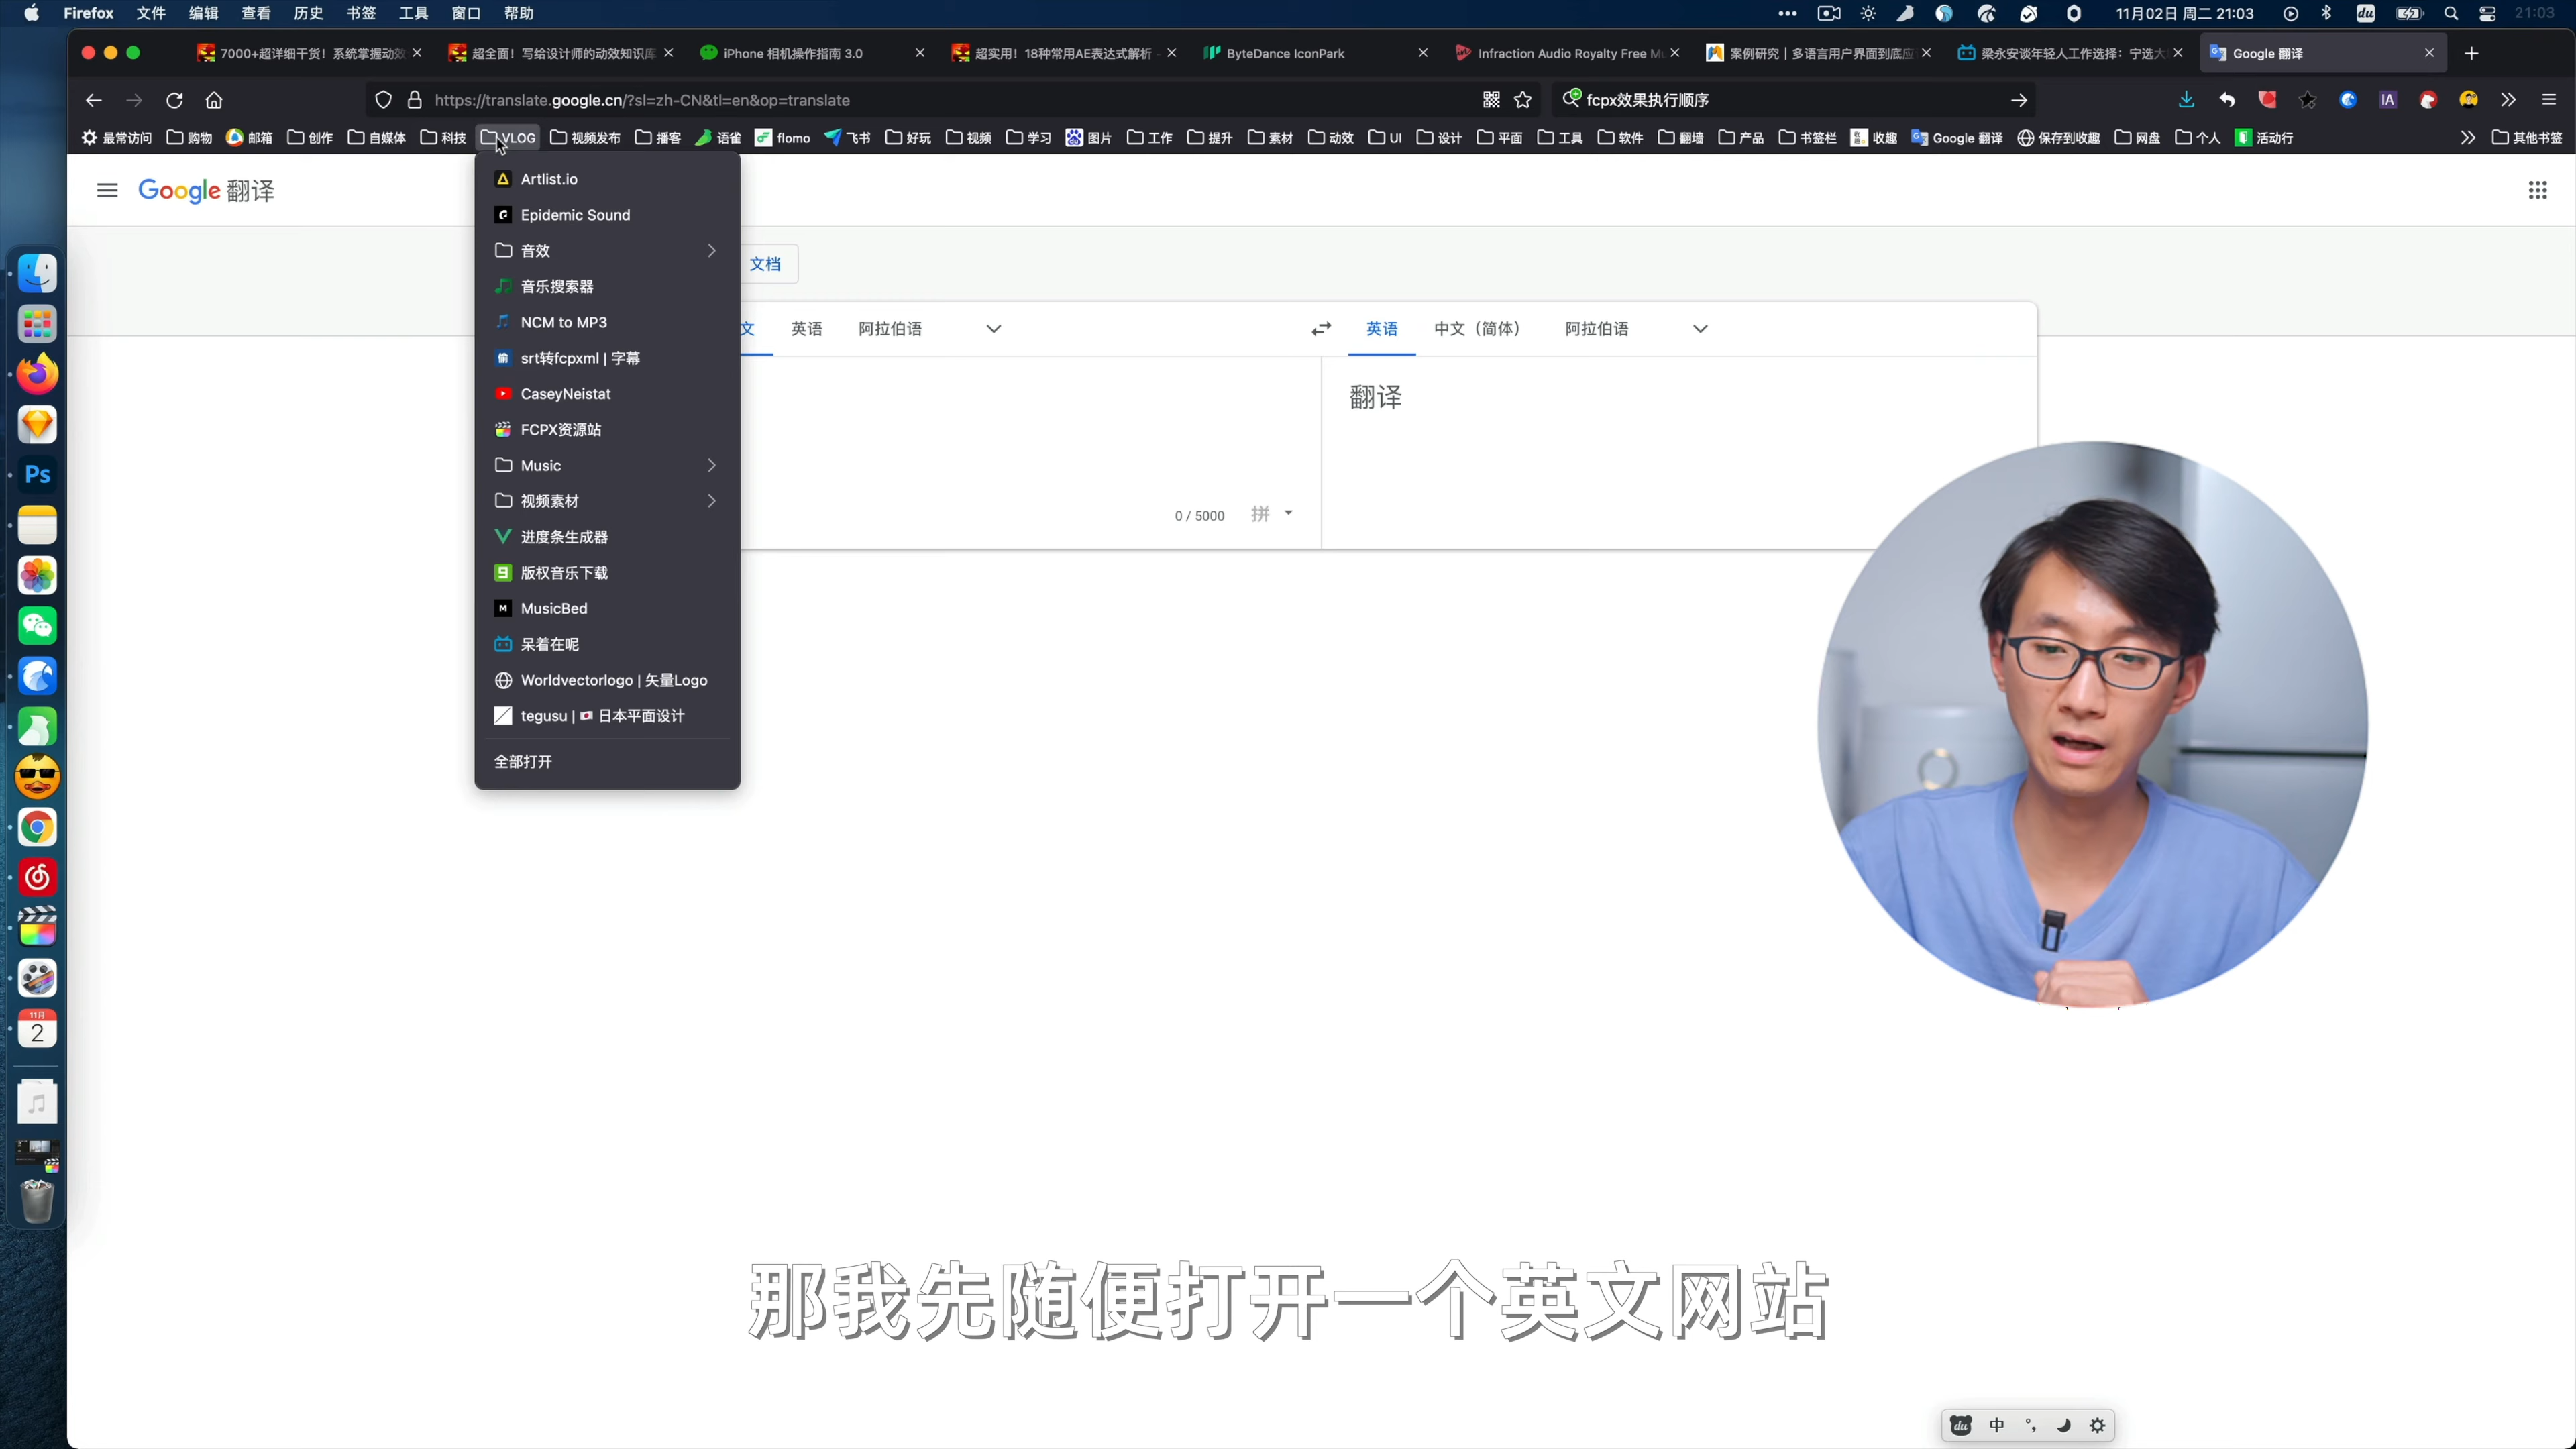 Firefox 文件 编辑 查看 历史 书签 工具 窗口 帮助 11月02日 周二 21:03 21:03
7000+超详细干货！系统掌握动效 超全面！写给设计师的动效知识库 iPhone 相机操作指南 3.0 超实用！18种常用AE表达式解析 - ByteDance IconPark Infraction Audio Royalty Free Mu 案例研究｜多语言用户界面到底应 梁永安谈年轻人工作选择：宁选大 Google 翻译
https://translate.google.cn/?sl=zh-CN&tl=en&op=translate fcpx效果执行顺序 IA
最常访问 购物 邮箱 创作 自媒体 科技 VLOG 视频发布 播客 语雀 flomo 飞书 好玩 视频 学习 图片 工作 提升 素材 动效 UI 设计 平面 工具 软件 翻墙 产品 书签栏 收趣 Google 翻译 保存到收趣 网盘 个人 活动行 其他书签
Google 翻译
Artlist.io
Epidemic Sound
音效
音乐搜索器
NCM to MP3
srt转fcpxml | 字幕
CaseyNeistat
FCPX资源站
Music
视频素材
进度条生成器
版权音乐下载
MusicBed
呆着在呢
Worldvectorlogo | 矢量Logo
tegusu | 🇯🇵 日本平面设计
全部打开
文档
文 英语 阿拉伯语 英语 中文（简体） 阿拉伯语
翻译
0 / 5000 拼
Ps
11月
2
那我先随便打开一个英文网站
du 中 °,